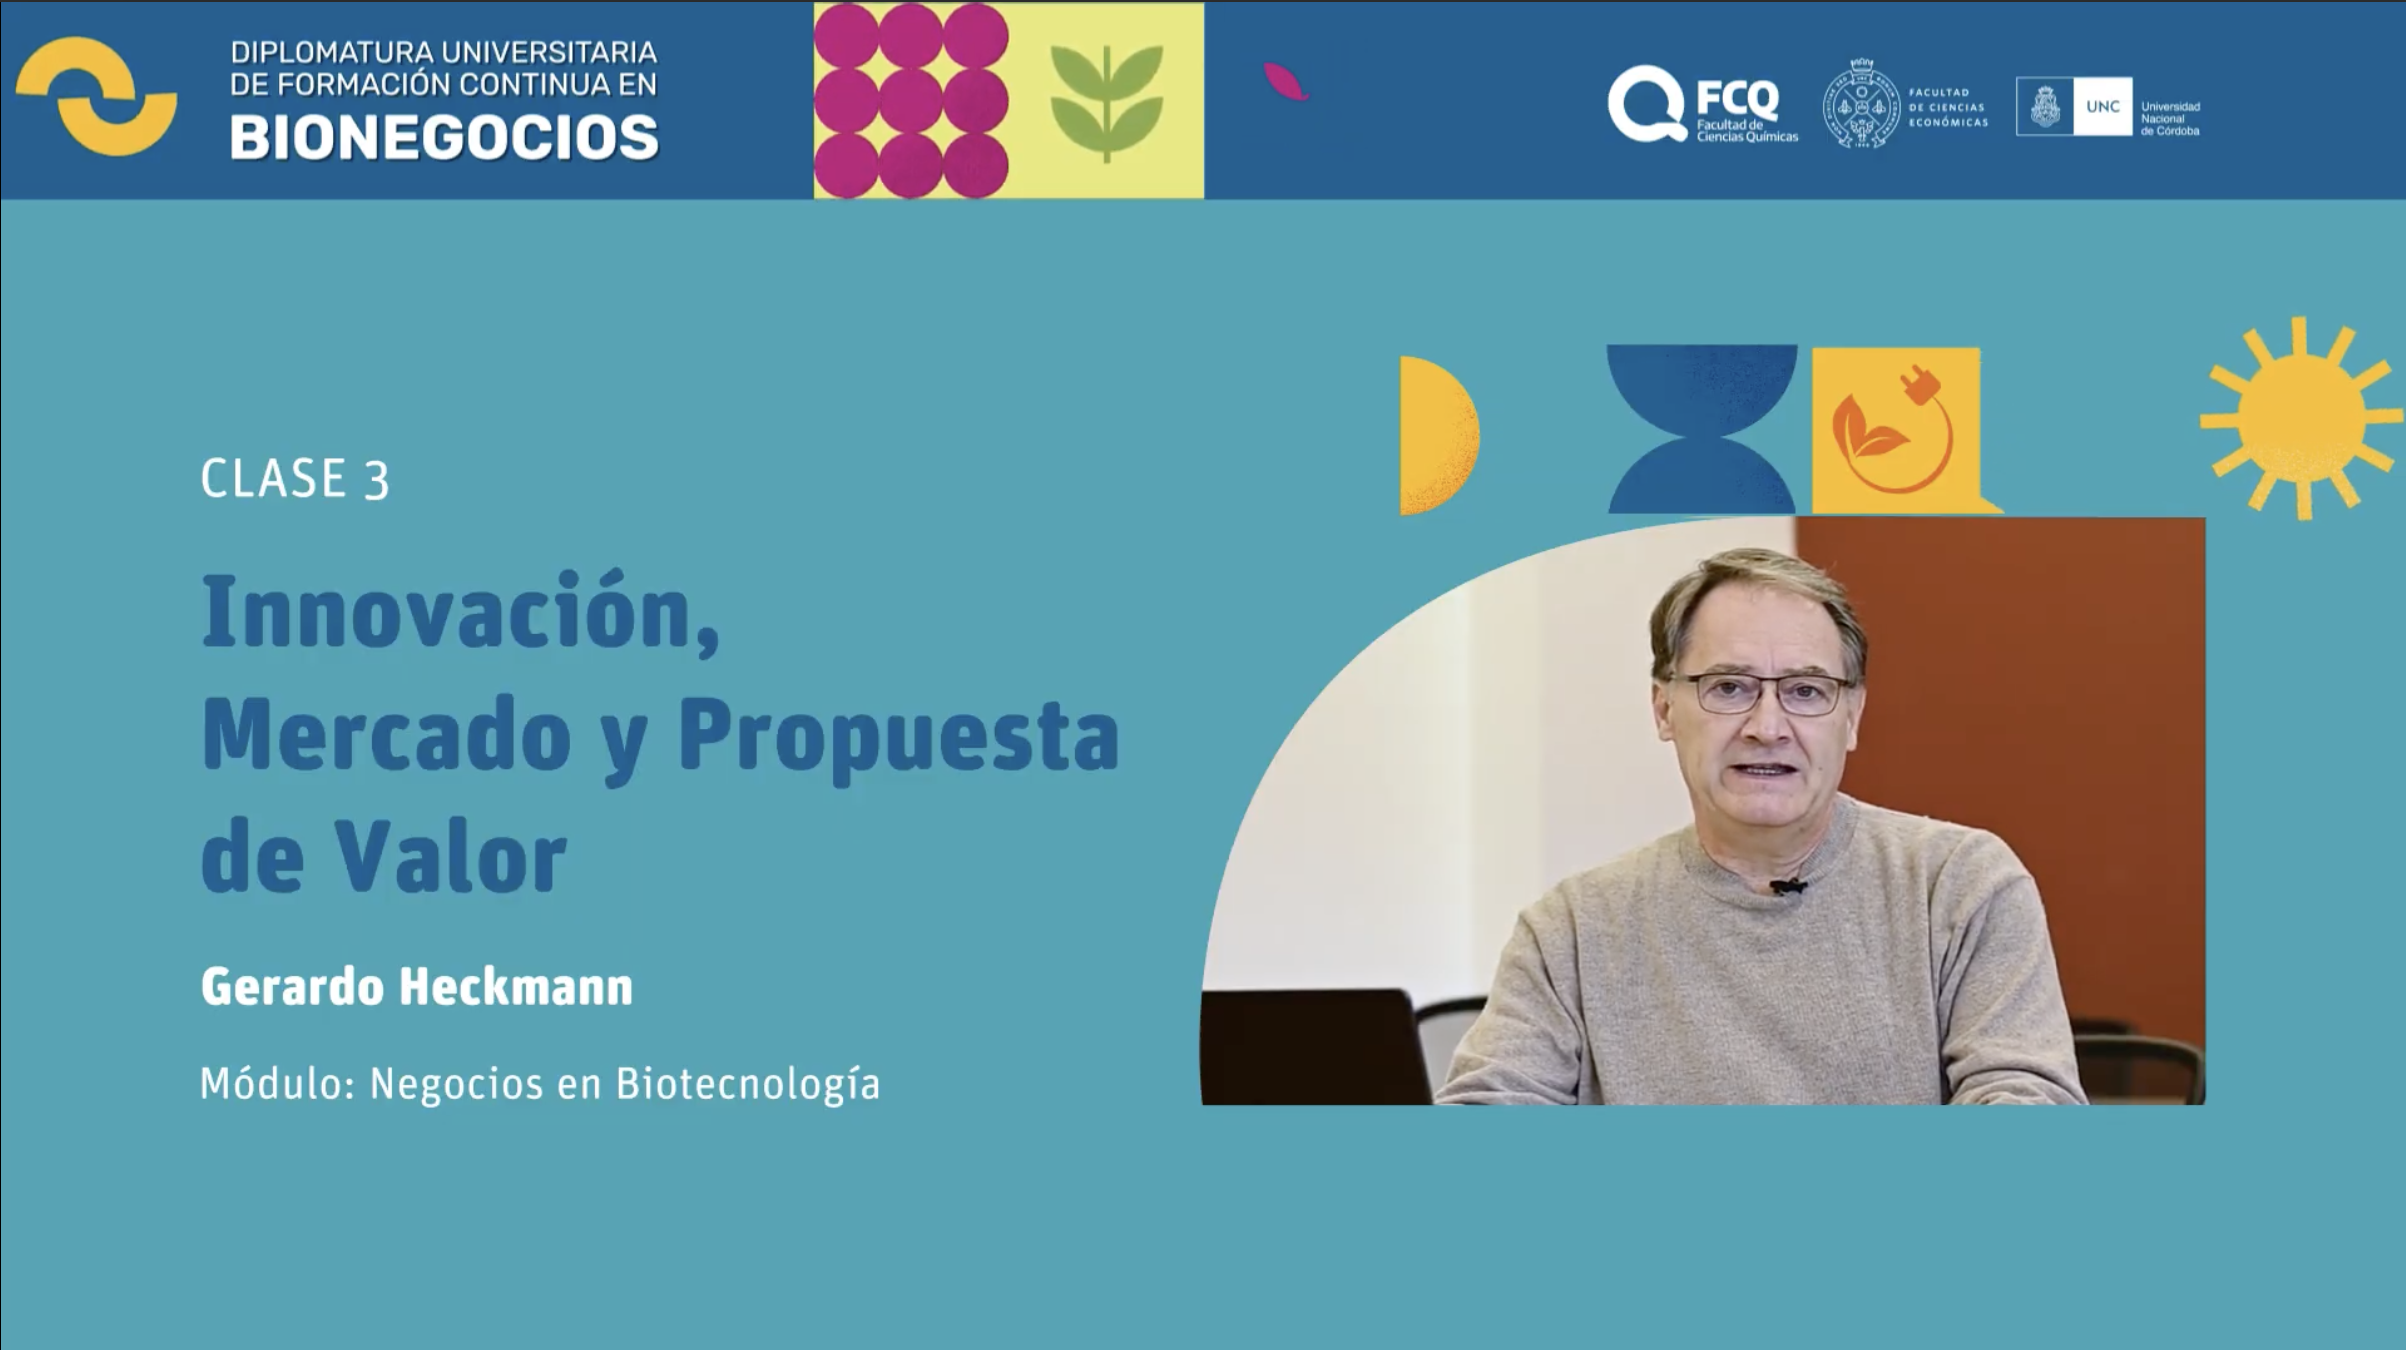 DIPLOMATURA UNIVERSITARIA
DE FORMACIÓN CONTINUA EN
BIONEGOCIOS
FCQ
Facultad de
Ciencias Químicas
FACULTAD
DE CIENCIAS
ECONÓMICAS
UNC
Universidad
Nacional
de Córdoba
CLASE 3
Innovación,
Mercado y Propuesta
de Valor
Gerardo Heckmann
Módulo: Negocios en Biotecnología